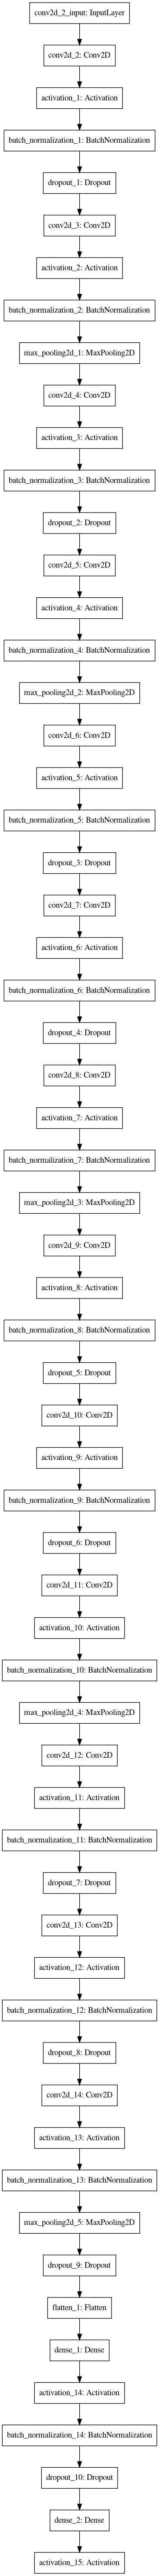 conv2d_2_input: InputLayer
conv2d_2: Conv2D
activation_1: Activation
batch_normalization_1: BatchNormalization
dropout_1: Dropout
conv2d_3: Conv2D
activation_2: Activation
batch_normalization_2: BatchNormalization
max_pooling2d_1: MaxPooling2D
conv2d_4: Conv2D
activation_3: Activation
batch_normalization_3: BatchNormalization
dropout_2: Dropout
conv2d_5: Conv2D
activation_4: Activation
batch_normalization_4: BatchNormalization
max_pooling2d_2: MaxPooling2D
conv2d_6: Conv2D
activation_5: Activation
batch_normalization_5: BatchNormalization
dropout_3: Dropout
conv2d_7: Conv2D
activation_6: Activation
batch_normalization_6: BatchNormalization
dropout_4: Dropout
conv2d_8: Conv2D
activation_7: Activation
batch_normalization_7: BatchNormalization
max_pooling2d_3: MaxPooling2D
conv2d_9: Conv2D
activation_8: Activation
batch_normalization_8: BatchNormalization
dropout_5: Dropout
conv2d_10: Conv2D
activation_9: Activation
batch_normalization_9: BatchNormalization
dropout_6: Dropout
conv2d_11: Conv2D
activation_10: Activation
batch_normalization_10: BatchNormalization
max_pooling2d_4: MaxPooling2D
conv2d_12: Conv2D
activation_11: Activation
batch_normalization_11: BatchNormalization
dropout_7: Dropout
conv2d_13: Conv2D
activation_12: Activation
batch_normalization_12: BatchNormalization
dropout_8: Dropout
conv2d_14: Conv2D
activation_13: Activation
batch_normalization_13: BatchNormalization
max_pooling2d_5: MaxPooling2D
dropout_9: Dropout
flatten_1: Flatten
dense_1: Dense
activation_14: Activation
batch_normalization_14: BatchNormalization
dropout_10: Dropout
dense_2: Dense
activation_15: Activation